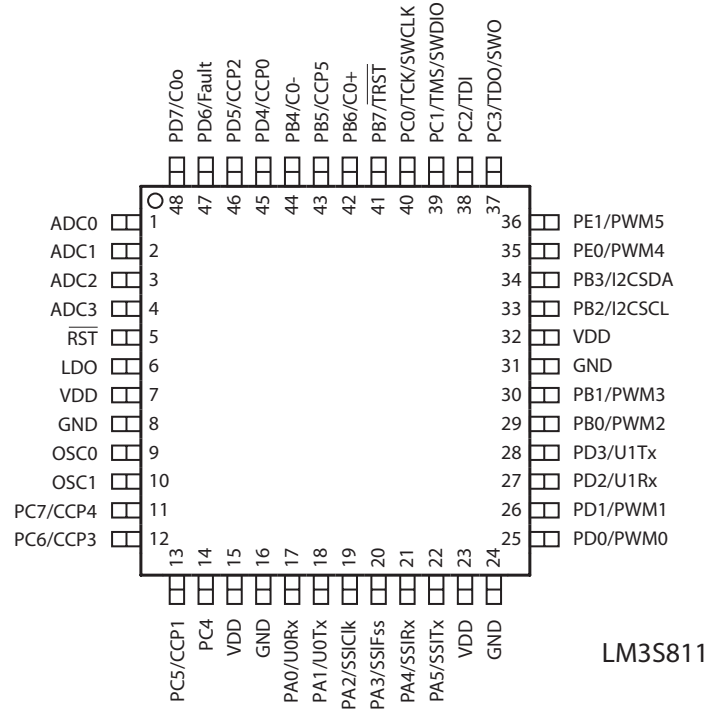 PD7/C0o
PD6/Fault
PD5/CCP2
PD4/CCP0
PB4/C0-
PB5/CCP5
PB6/C0+
PB7/TRST
PC0/TCK/SWCLK
PC1/TMS/SWDIO
PC2/TDI
PC3/TDO/SWO
48
47
46
45
44
43
42
41
40
39
38
37
ADC0 1
ADC1 2
ADC2 3
ADC3 4
RST 5
LDO 6
VDD 7
GND 8
OSC0 9
OSC1 10
PC7/CCP4 11
PC6/CCP3 12
36 PE1/PWM5
35 PE0/PWM4
34 PB3/I2CSDA
33 PB2/I2CSCL
32 VDD
31 GND
30 PB1/PWM3
29 PB0/PWM2
28 PD3/U1Tx
27 PD2/U1Rx
26 PD1/PWM1
25 PD0/PWM0
13
14
15
16
17
18
19
20
21
22
23
24
PC5/CCP1
PC4
VDD
GND
PA0/U0Rx
PA1/U0Tx
PA2/SSIClk
PA3/SSIFss
PA4/SSIRx
PA5/SSITx
VDD
GND
LM3S811